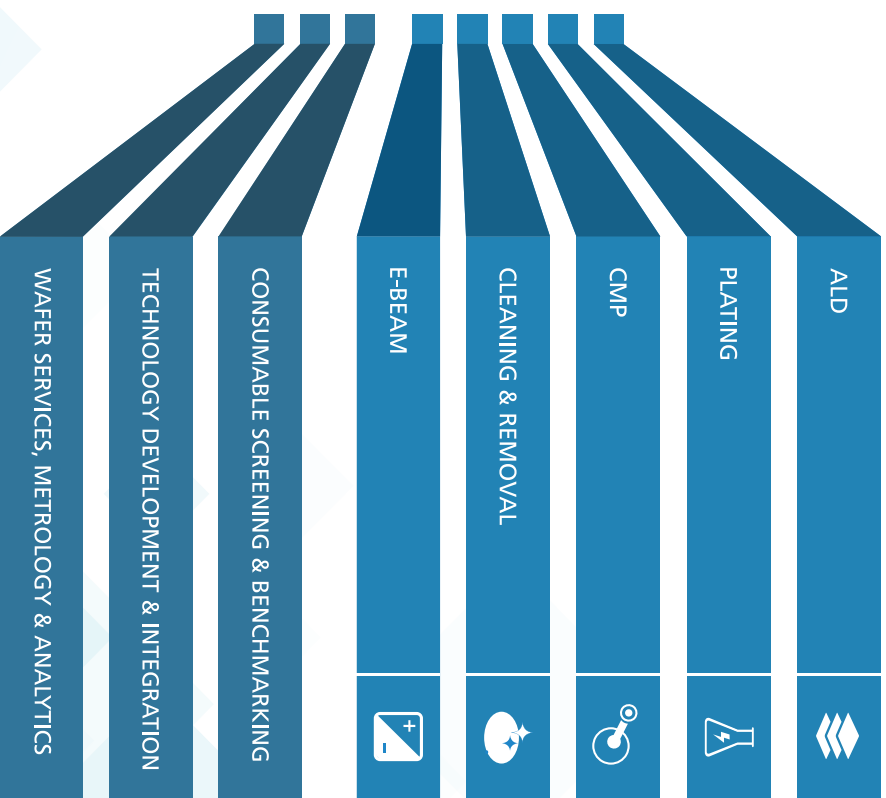 WAFER SERVICES, METROLOGY & ANALYTICS
TECHNOLOGY DEVELOPMENT & INTEGRATION
CONSUMABLE SCREENING & BENCHMARKING
E-BEAM
CLEANING & REMOVAL
CMP
PLATING
ALD